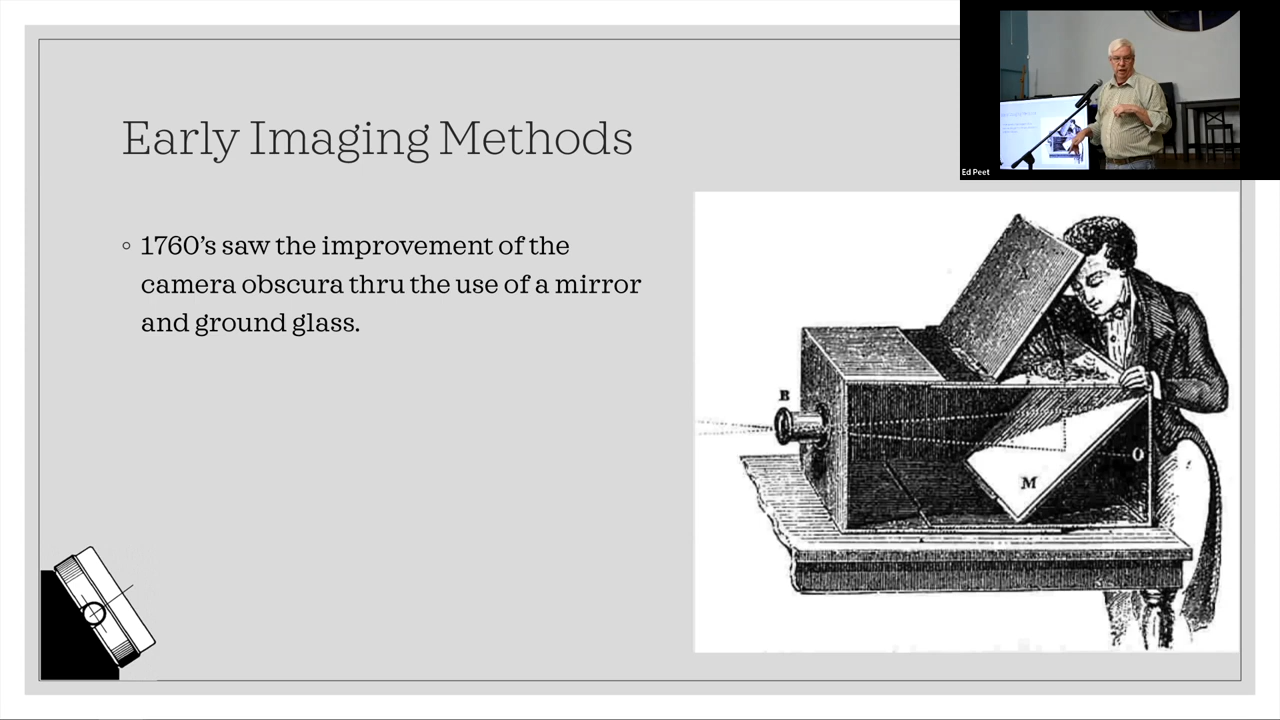 Early Imaging Methods
1760’s saw the improvement of the
camera obscura thru the use of a mirror
and ground glass.
Ed Peet
B
M
O